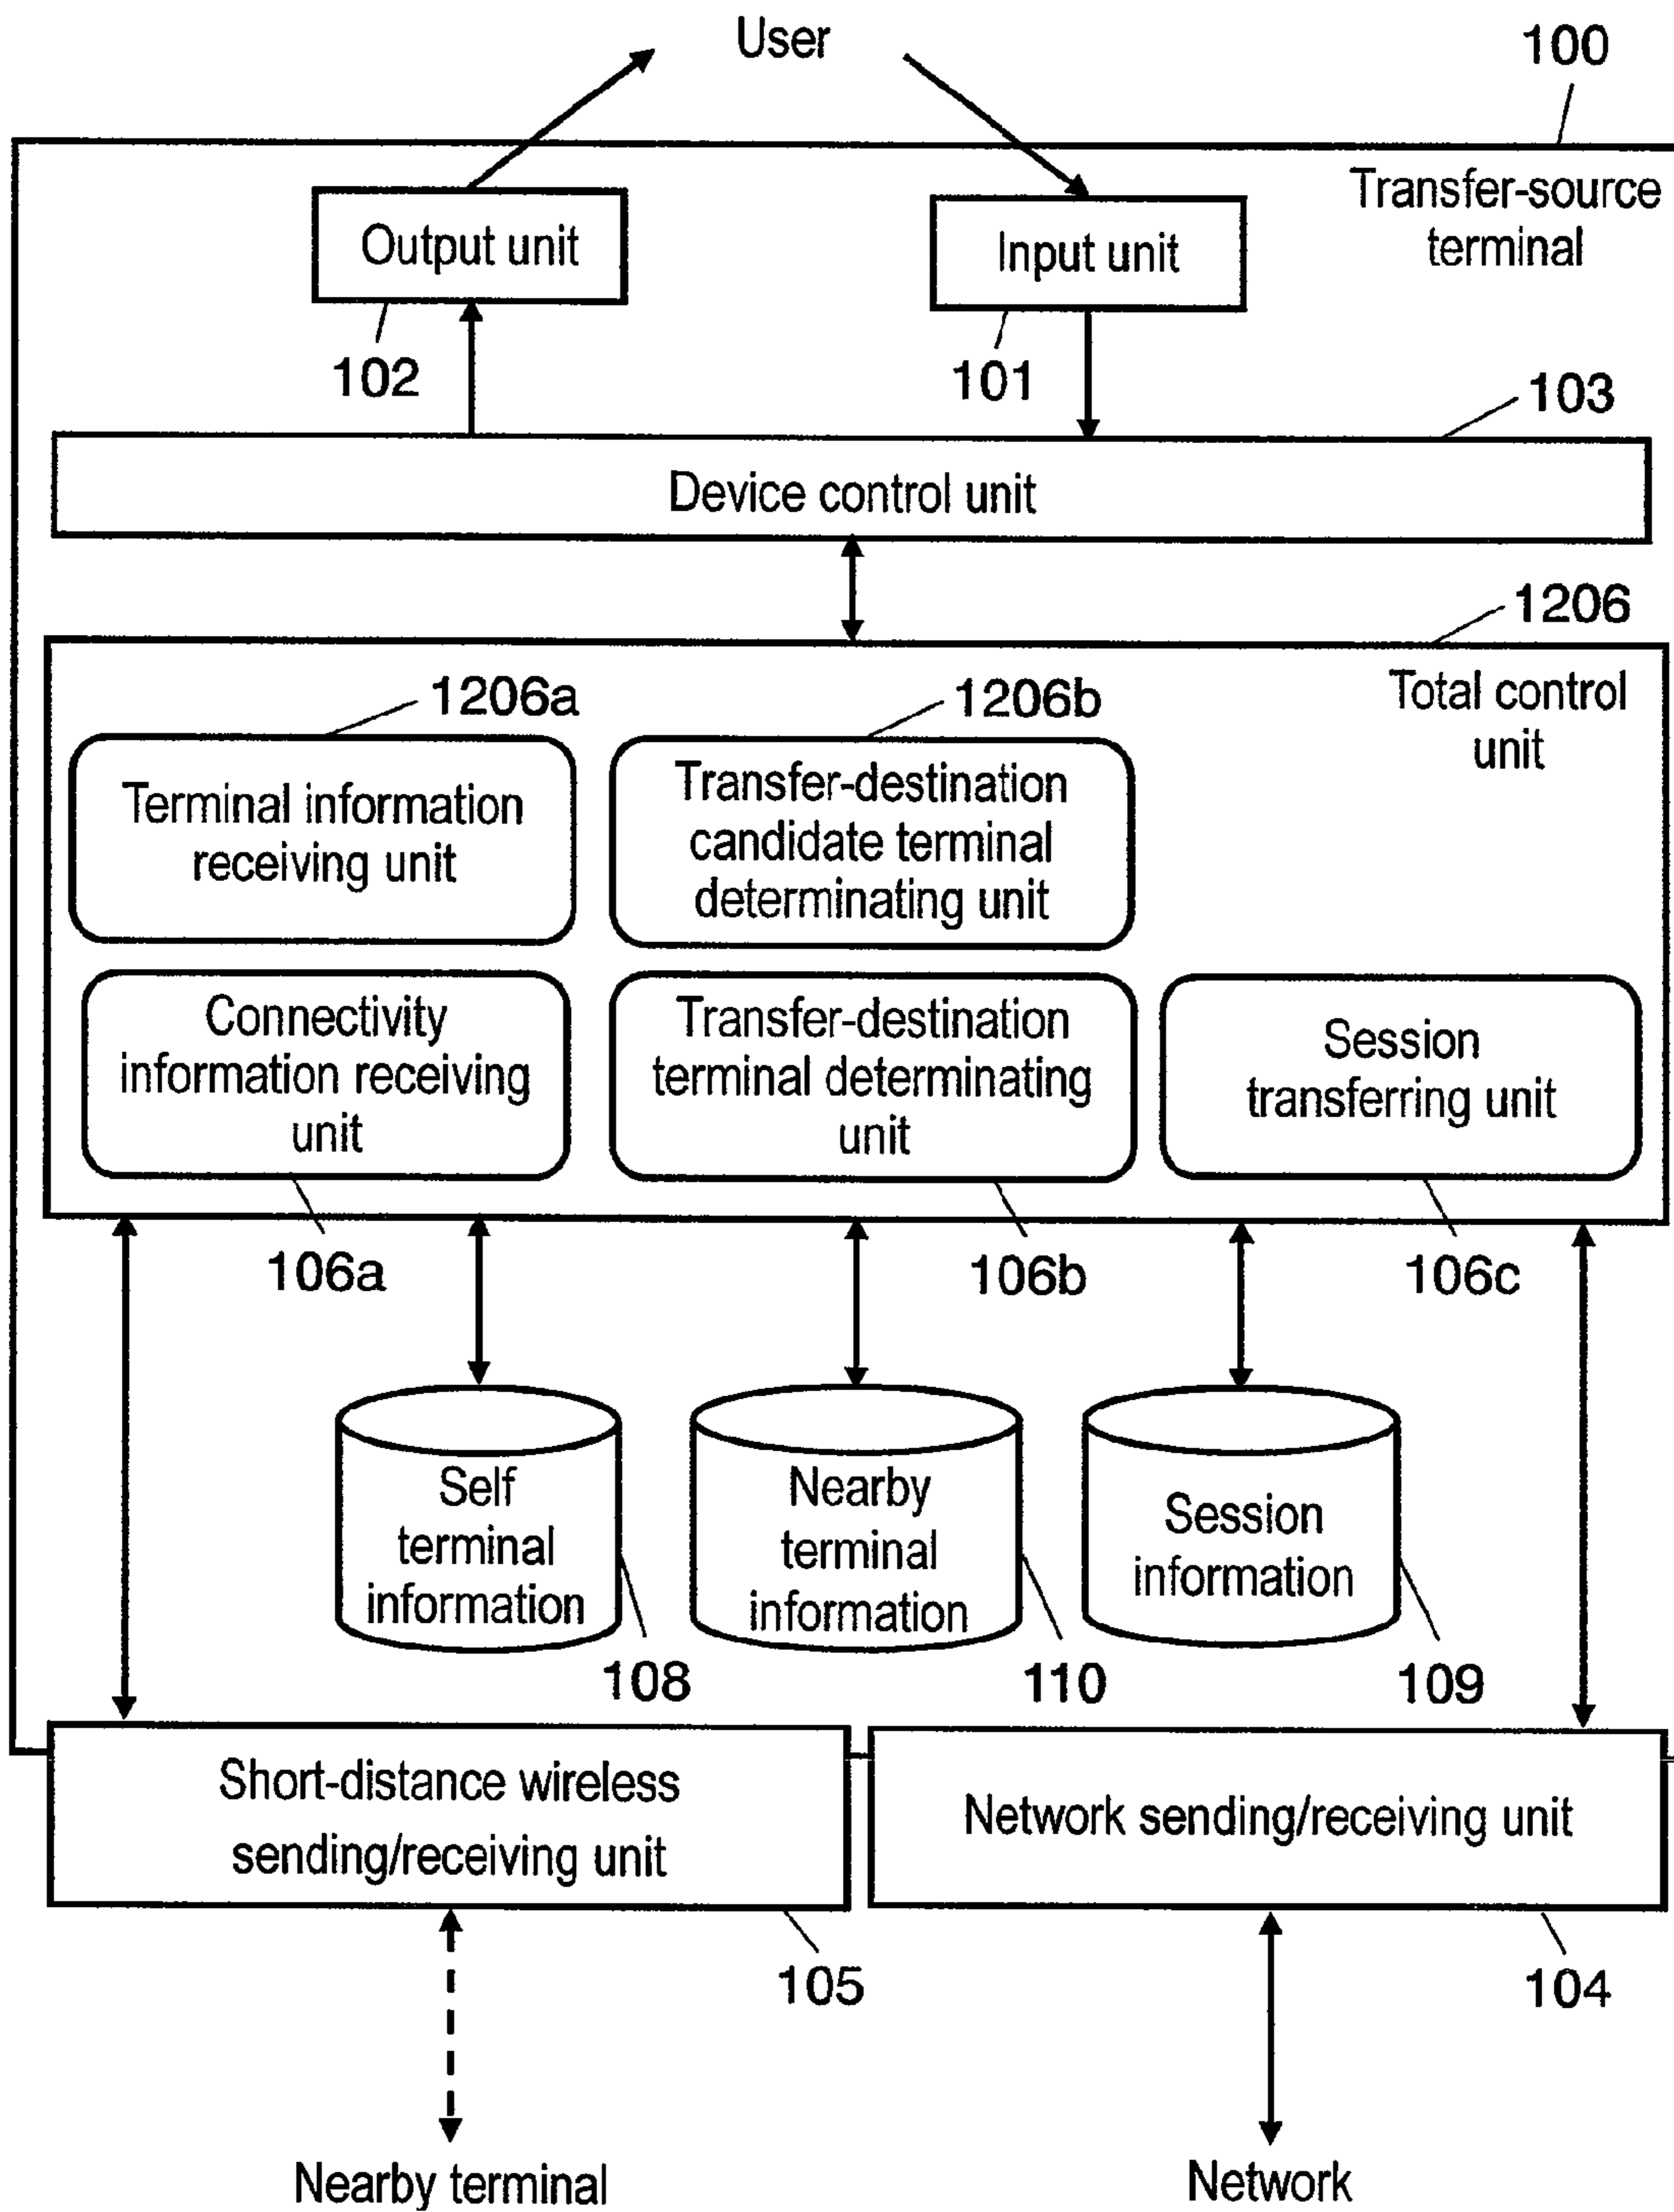 User
100
Transfer-source
terminal
Output unit
Input unit
102
101
103
Device control unit
1206
Total control
unit
1206a
1206b
Terminal information
receiving unit
Transfer-destination
candidate terminal
determinating unit
Connectivity
information receiving
unit
Transfer-destination
terminal determinating
unit
Session
transferring unit
106a
106b
106c
Self
terminal
information
Nearby
terminal
information
Session
information
108
110
109
Short-distance wireless
sending/receiving unit
Network sending/receiving unit
105
104
Nearby terminal
Network